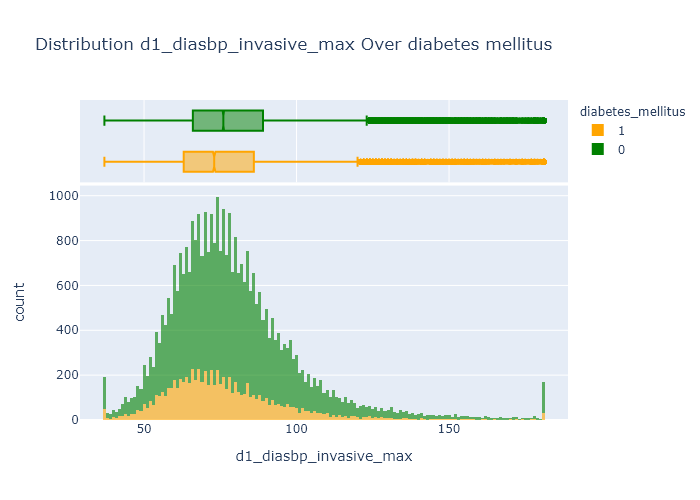 Distribution d1_diasbp_invasive_max Over diabetes mellitus
diabetes_mellitus
1
0
1000
800
600
400
200
0
count
50
100
150
d1_diasbp_invasive_max